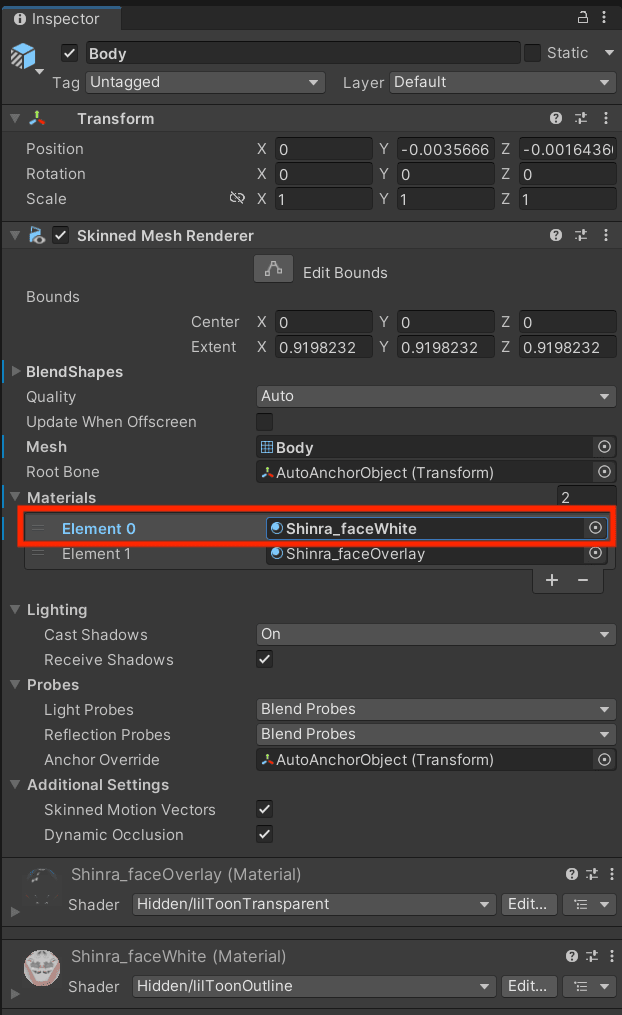 Inspector
Body Static
Tag Untagged Layer Default
Transform
Position X 0 Y -0.0035666 Z -0.0016436
Rotation X 0 Y 0 Z 0
Scale X 1 Y 1 Z 1
Skinned Mesh Renderer
Edit Bounds
Bounds
Center X 0 Y 0 Z 0
Extent X 0.9198232 Y 0.9198232 Z 0.9198232
BlendShapes
Quality Auto
Update When Offscreen
Mesh Body
Root Bone AutoAnchorObject (Transform)
Materials 2
Element 0 Shinra_faceWhite
Element 1 Shinra_faceOverlay
+ −
Lighting
Cast Shadows On
Receive Shadows
Probes
Light Probes Blend Probes
Reflection Probes Blend Probes
Anchor Override AutoAnchorObject (Transform)
Additional Settings
Skinned Motion Vectors
Dynamic Occlusion
Shinra_faceOverlay (Material)
Shader Hidden/lilToonTransparent Edit...
Shinra_faceWhite (Material)
Shader Hidden/lilToonOutline Edit...